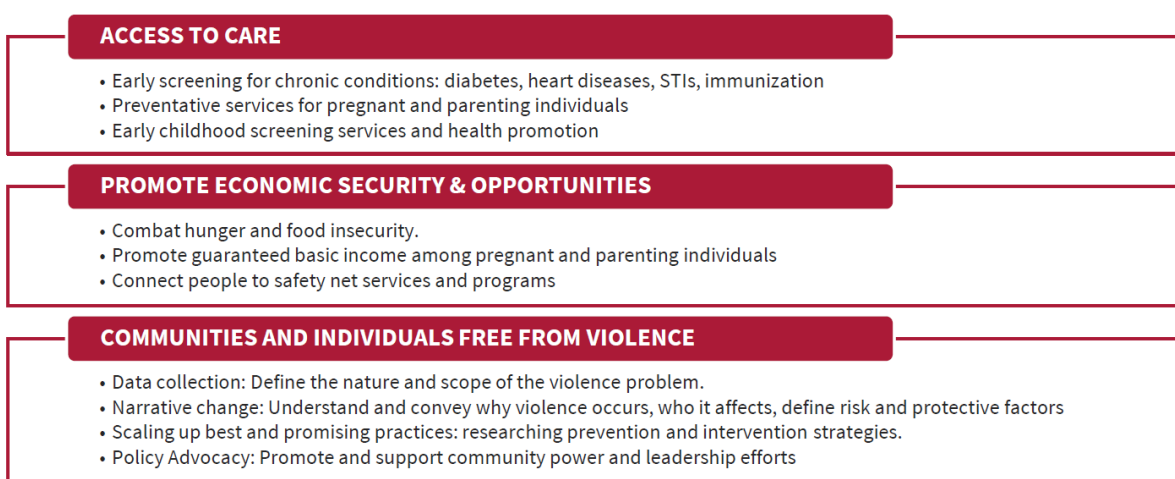 ACCESS TO CARE
• Early screening for chronic conditions: diabetes, heart diseases, STIs, immunization
• Preventative services for pregnant and parenting individuals
• Early childhood screening services and health promotion
PROMOTE ECONOMIC SECURITY & OPPORTUNITIES
• Combat hunger and food insecurity.
• Promote guaranteed basic income among pregnant and parenting individuals
• Connect people to safety net services and programs
COMMUNITIES AND INDIVIDUALS FREE FROM VIOLENCE
• Data collection: Define the nature and scope of the violence problem.
• Narrative change: Understand and convey why violence occurs, who it affects, define risk and protective factors
• Scaling up best and promising practices: researching prevention and intervention strategies.
• Policy Advocacy: Promote and support community power and leadership efforts